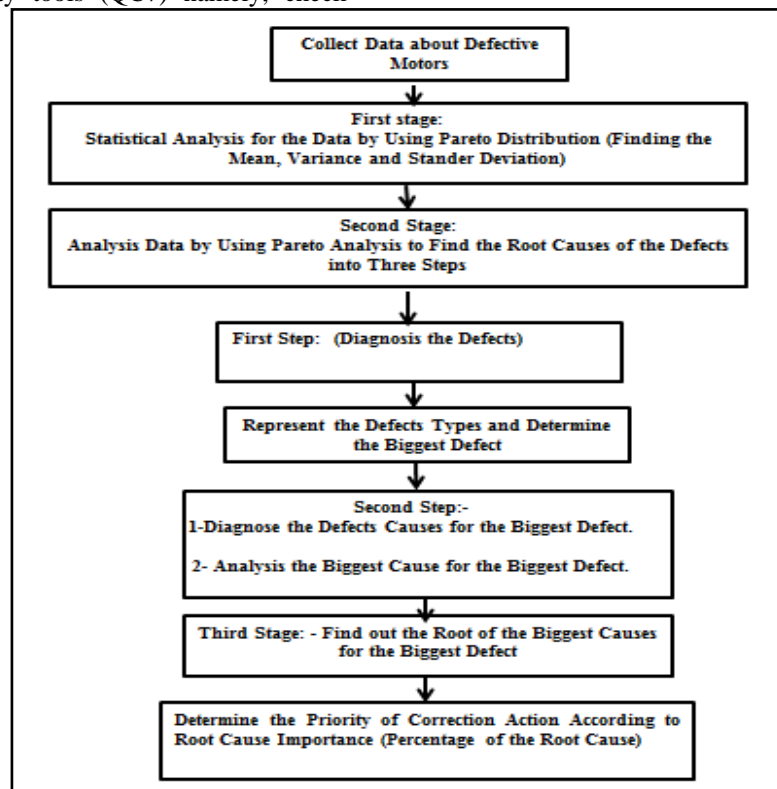 tools (QC7) namely, check
Collect Data about Defective
Motors
First stage:
Statistical Analysis for the Data by Using Pareto Distribution (Finding the
Mean, Variance and Stander Deviation)
Second Stage:
Analysis Data by Using Pareto Analysis to Find the Root Causes of the Defects
into Three Steps
First Step: (Diagnosis the Defects)
Represent the Defects Types and Determine
the Biggest Defect
Second Step:-
1-Diagnose the Defects Causes for the Biggest Defect.
2- Analysis the Biggest Cause for the Biggest Defect.
Third Stage: - Find out the Root of the Biggest Causes
for the Biggest Defect
Determine the Priority of Correction Action According to
Root Cause Importance (Percentage of the Root Cause)